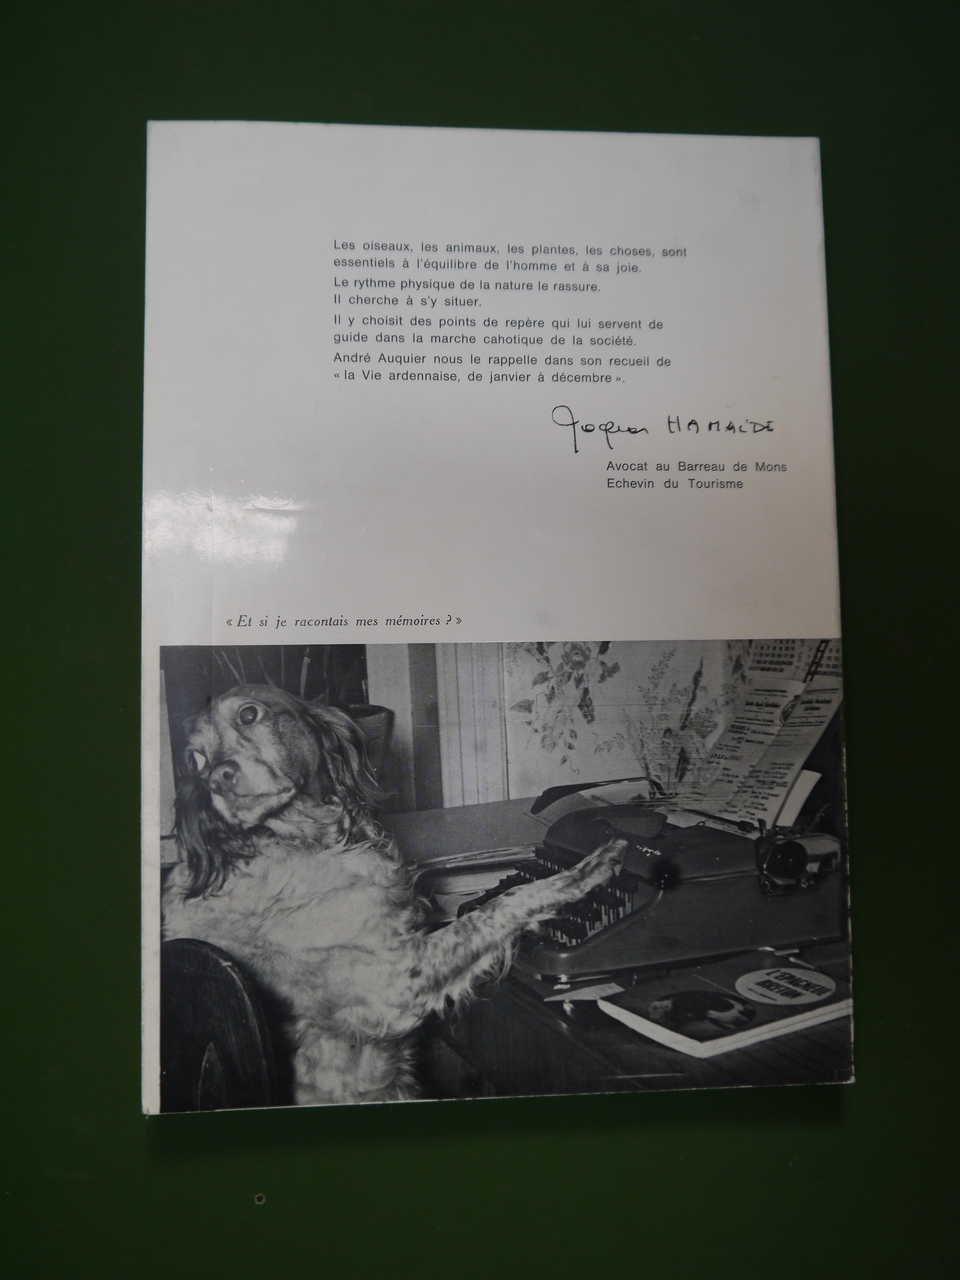 Les oiseaux, les animaux, les plantes, les choses, sont
essentiels à l'équilibre de l'homme et à sa joie.
Le rythme physique de la nature le rassure.
Il cherche à s'y situer.
Il y choisit des points de repère qui lui servent de
guide dans la marche cahotique de la société.
André Auquier nous le rappelle dans son recueil de
« la Vie ardennaise, de janvier à décembre ».
Jacques HAMAIDE
Avocat au Barreau de Mons
Echevin du Tourisme
« Et si je racontais mes mémoires ? »
L'EPAGNEUL
BRETON